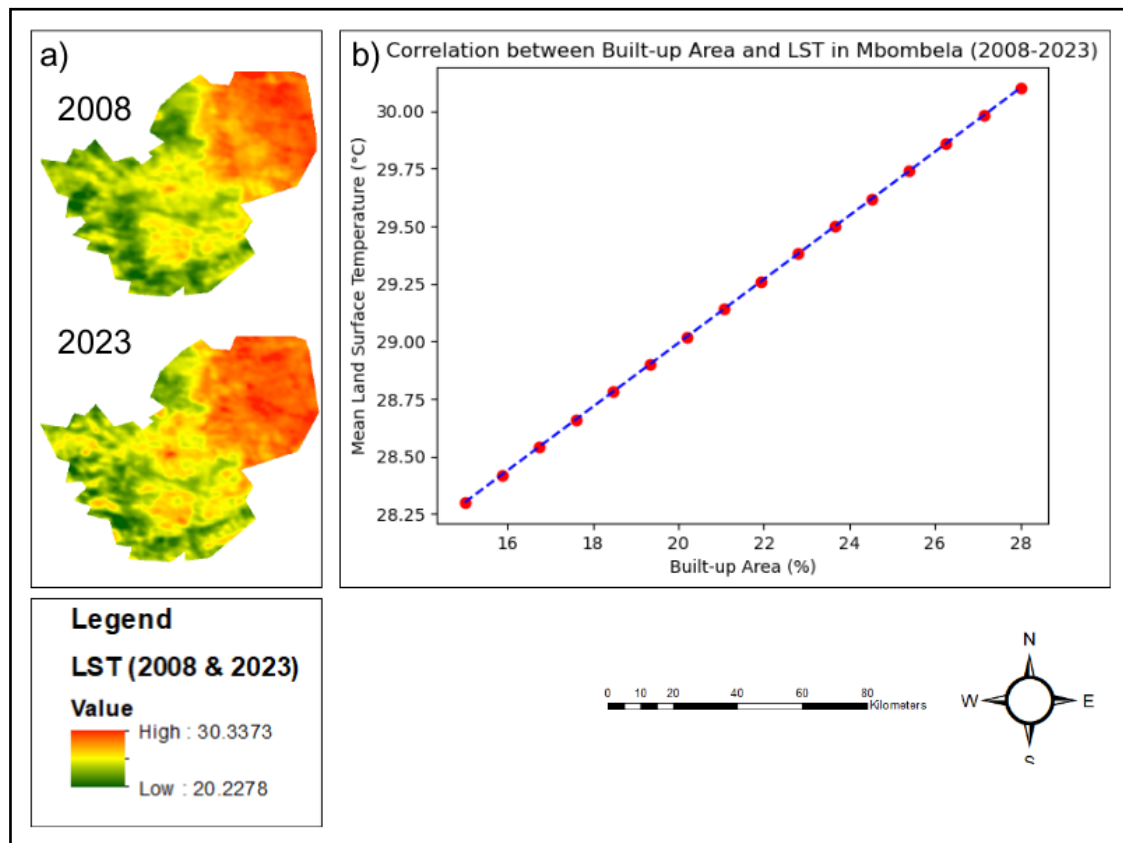 a)
2008
2023
b) Correlation between Built-up Area and LST in Mbombela (2008-2023)
Mean Land Surface Temperature (°C)
30.00
29.75
29.50
29.25
29.00
28.75
28.50
28.25
16
18
20
22
24
26
28
Built-up Area (%)
Legend
LST (2008 & 2023)
Value
High : 30.3373
Low : 20.2278
0 5 10 20 40 60 80
Kilometers
N
W E
S